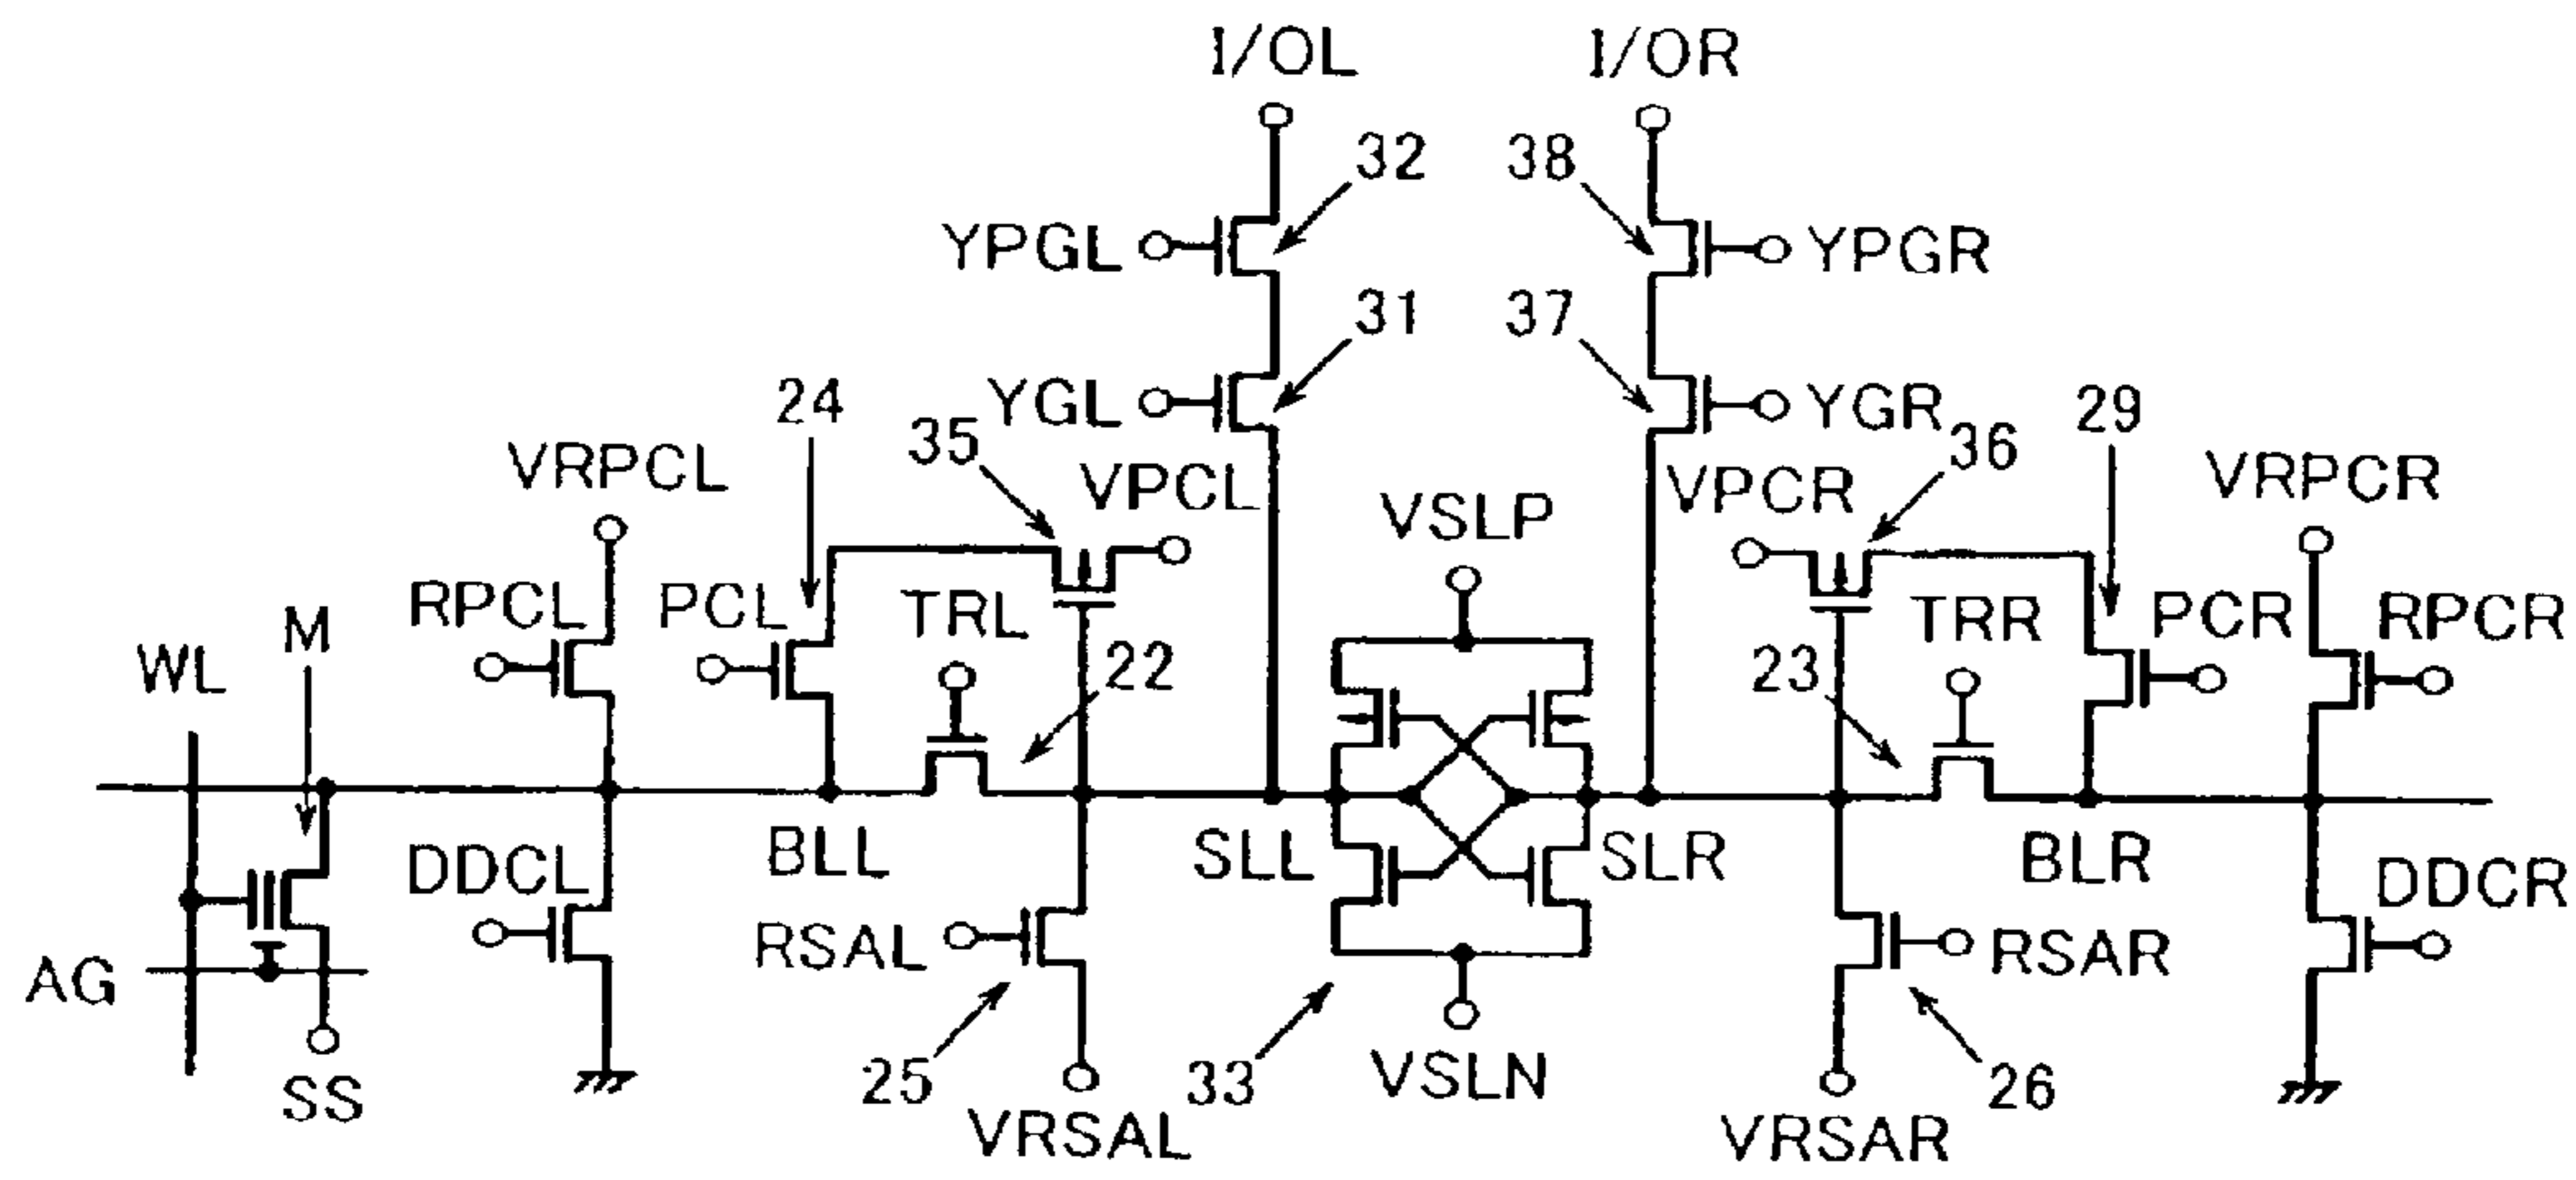 I/OL I/OR
32 38
YPGL YPGR
31 37
YGL YGR
24 35 36 29
VRPCL VPCL VSLP VPCR VRPCR
RPCL PCL TRL TRR PCR RPCR
WL M 22 23
BLL SLL SLR BLR
DDCL DDCR
RSAL RSAR
AG
SS 25 33 VSLN 26
VRSAL VRSAR